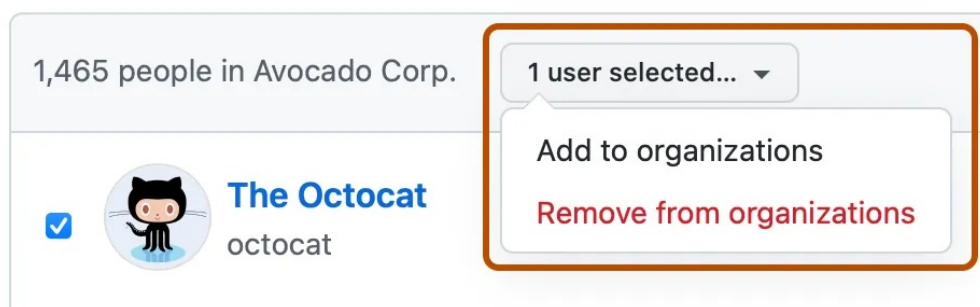 1,465 people in Avocado Corp.
1 user selected...
Add to organizations
Remove from organizations
The Octocat
octocat